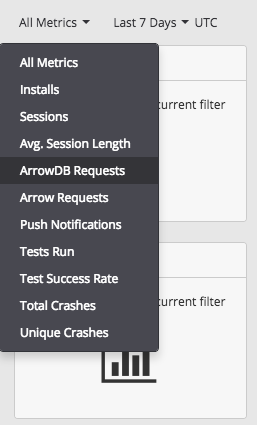 All Metrics Last 7 Days UTC
All Metrics
Installs
current filter
Sessions
Avg. Session Length
ArrowDB Requests
Arrow Requests
Push Notifications
Tests Run
Test Success Rate
Total Crashes
current filter
Unique Crashes